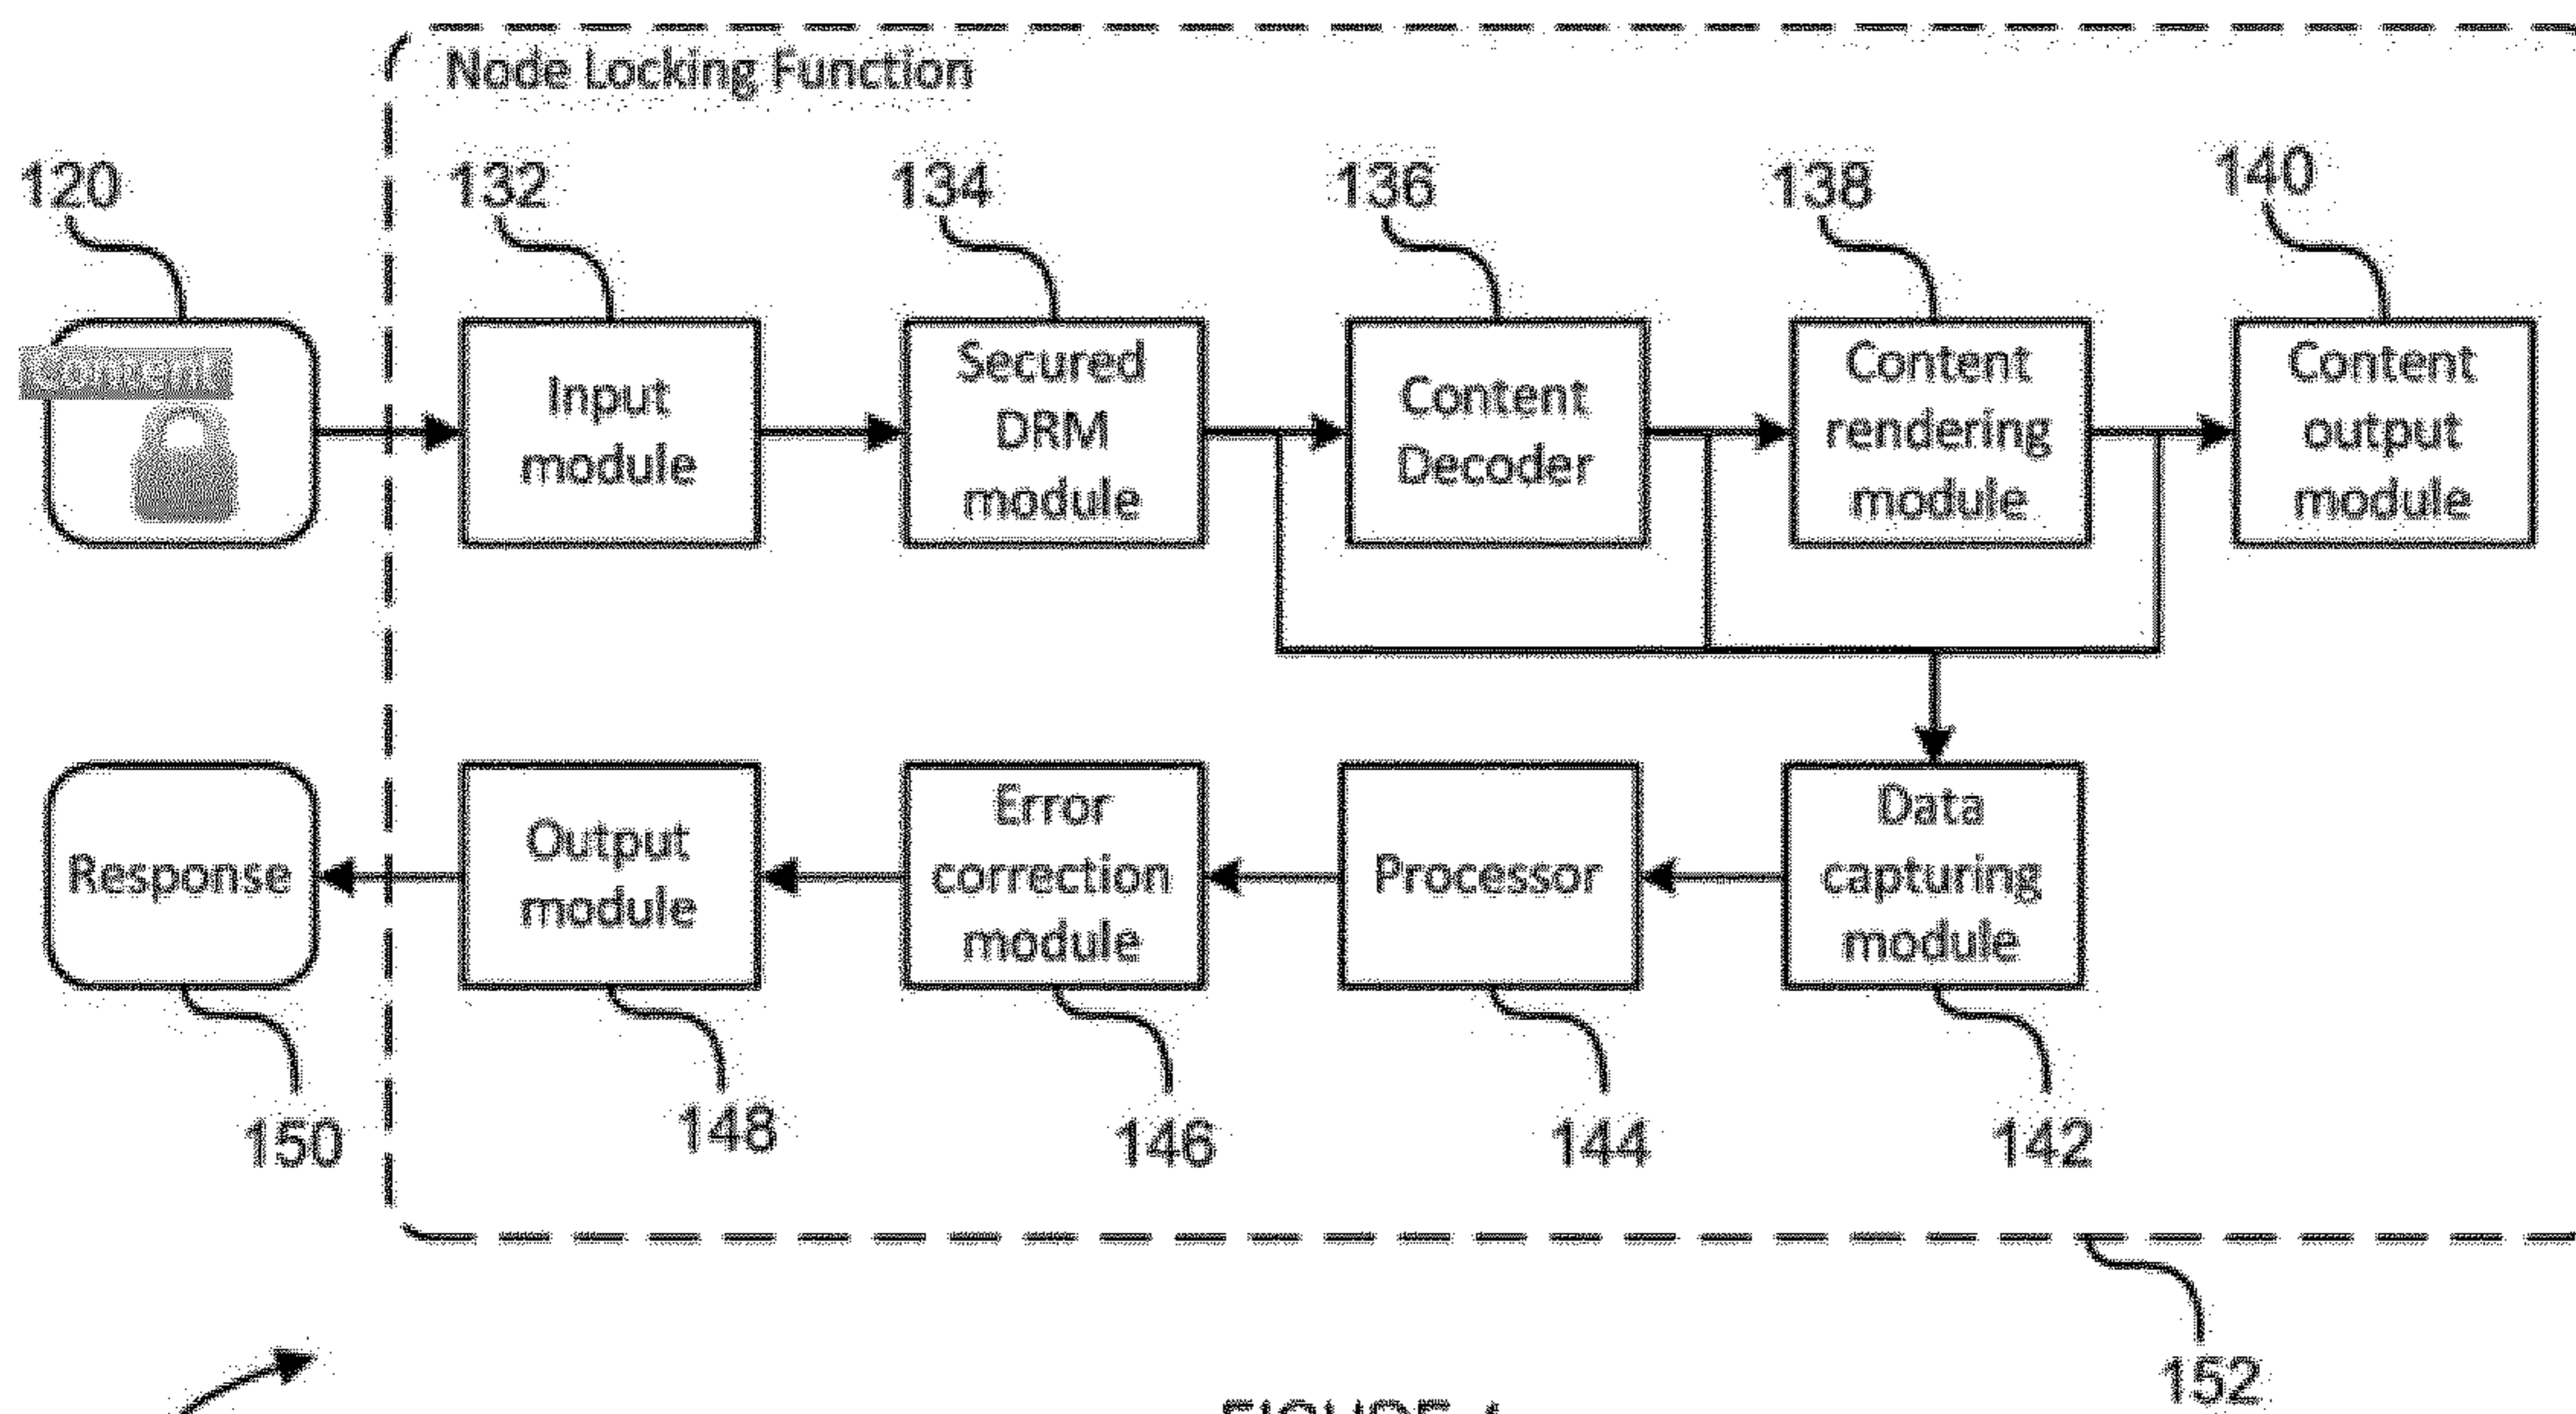 Node Locking Function
120
132
134
136
138
140
Content
Input
module
Secured
DRM
module
Content
Decoder
Content
rendering
module
Content
output
module
Response
Output
module
Error
correction
module
Processor
Data
capturing
module
150
148
146
144
142
152